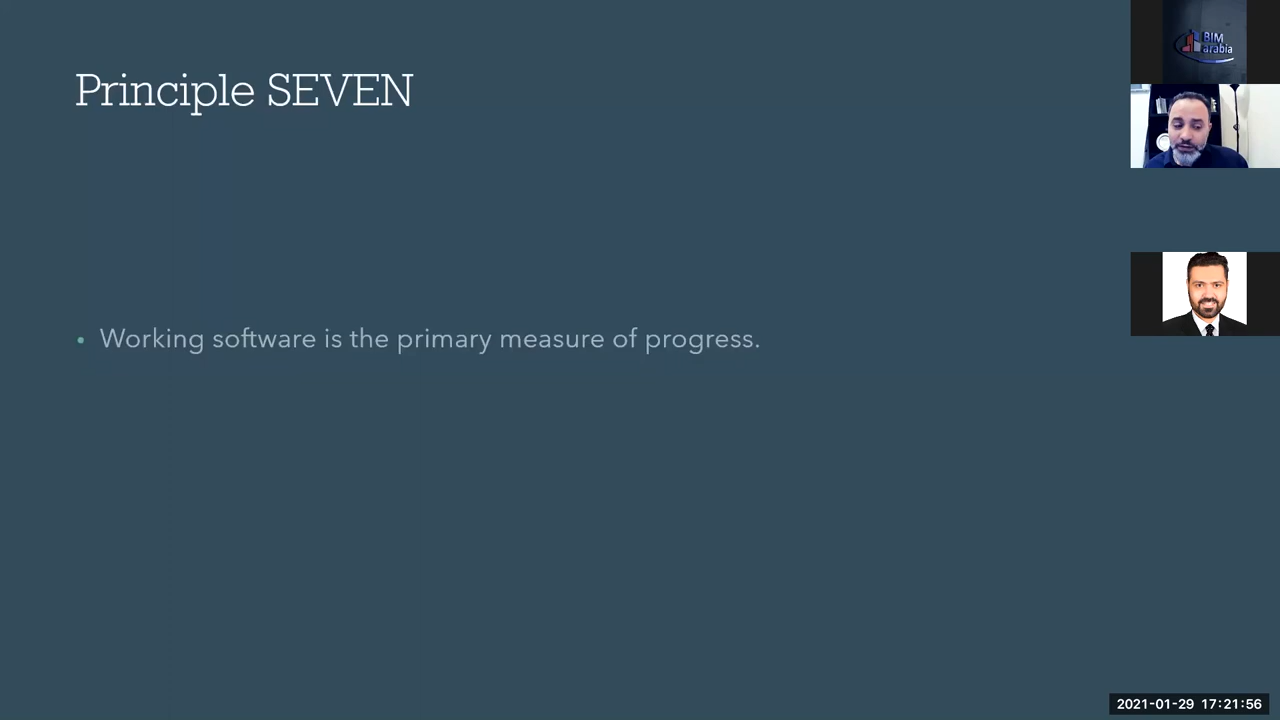 Principle SEVEN
BIM
arabia
• Working software is the primary measure of progress.
2021-01-29 17:21:56